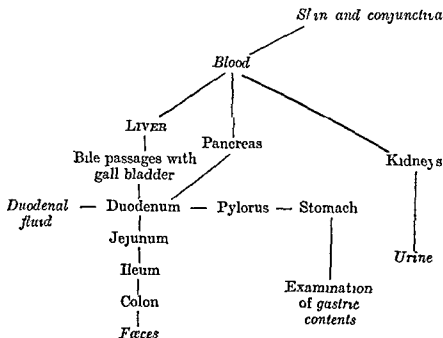 Skin and conjunctiva
Blood
LIVER
Pancreas
Bile passages with
gall bladder
Kidneys
Duodenal
fluid
Duodenum — Pylorus — Stomach
Jejunum
Ileum
Urine
Colon
Examination
of gastric
contents
Fæces